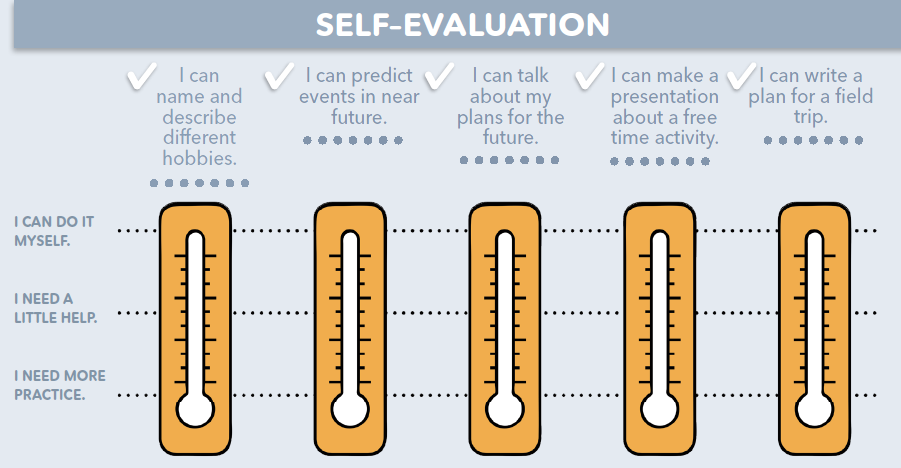 SELF-EVALUATION
I can
name and
describe
different
hobbies.
I can predict
events in near
future.
I can talk
about my
plans for the
future.
I can make a
presentation
about a free
time activity.
I can write a
plan for a field
trip.
I CAN DO IT
MYSELF.
I NEED A
LITTLE HELP.
I NEED MORE
PRACTICE.